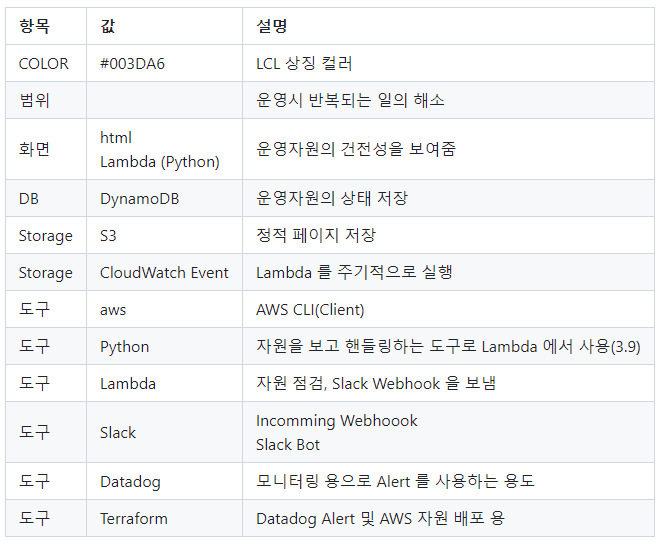 항목 값 설명
COLOR #003DA6 LCL 상징 컬러
범위 운영시 반복되는 일의 해소
화면 html
Lambda (Python) 운영자원의 건전성을 보여줌
DB DynamoDB 운영자원의 상태 저장
Storage S3 정적 페이지 저장
Storage CloudWatch Event Lambda 를 주기적으로 실행
도구 aws AWS CLI(Client)
도구 Python 자원을 보고 핸들링하는 도구로 Lambda 에서 사용(3.9)
도구 Lambda 자원 점검, Slack Webhook 을 보냄
도구 Slack Incomming Webhoook
Slack Bot
도구 Datadog 모니터링 용으로 Alert 를 사용하는 용도
도구 Terraform Datadog Alert 및 AWS 자원 배포 용